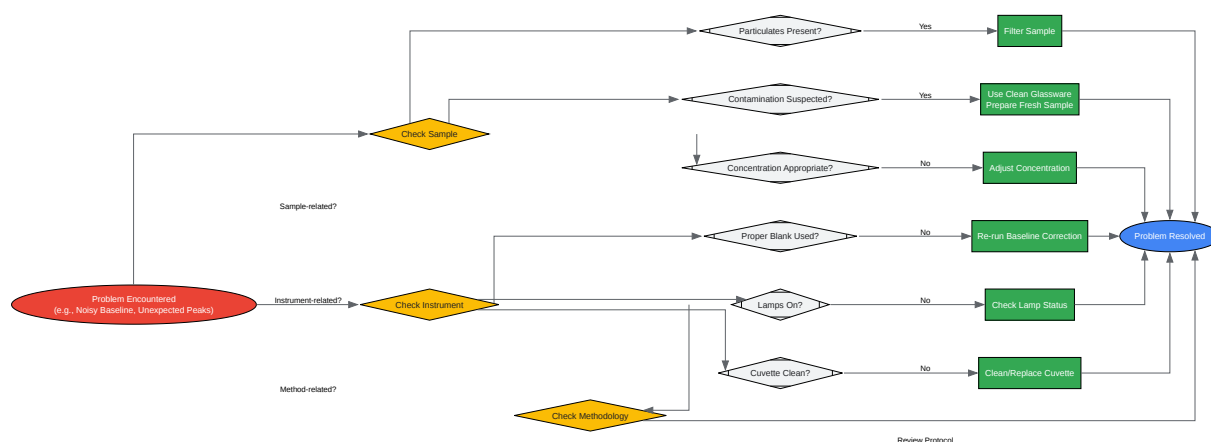 Particulates Present?
Yes
Filter Sample
Contamination Suspected?
Yes
Use Clean Glassware
Prepare Fresh Sample
Check Sample
Concentration Appropriate?
No
Adjust Concentration
Sample-related?
Proper Blank Used?
No
Re-run Baseline Correction
Problem Resolved
Problem Encountered
(e.g., Noisy Baseline, Unexpected Peaks)
Instrument-related?
Check Instrument
Lamps On?
No
Check Lamp Status
Cuvette Clean?
No
Clean/Replace Cuvette
Method-related?
Check Methodology
Review Protocol